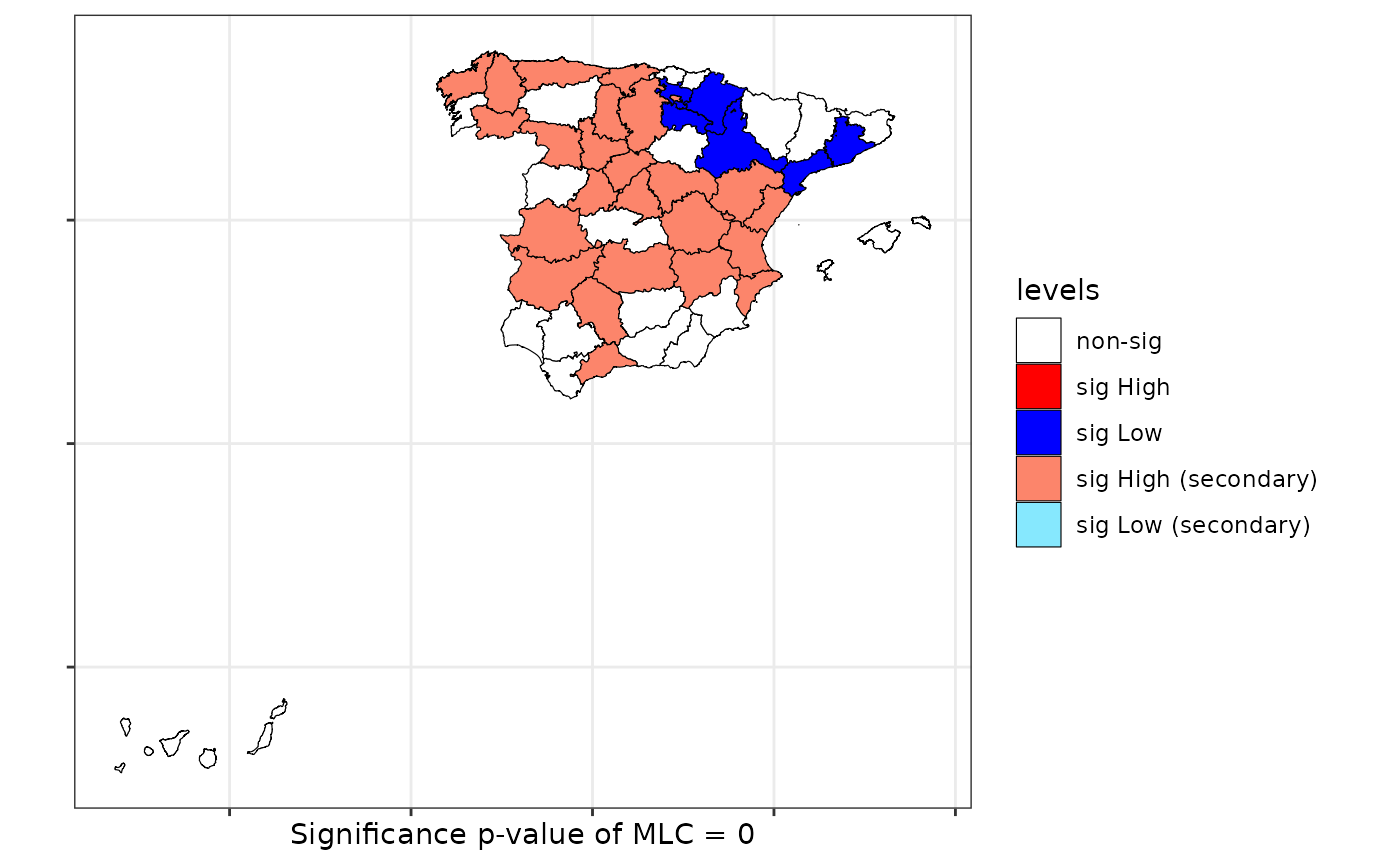 levels
non-sig
sig High
sig Low
sig High (secondary)
sig Low (secondary)
Significance p-value of MLC = 0